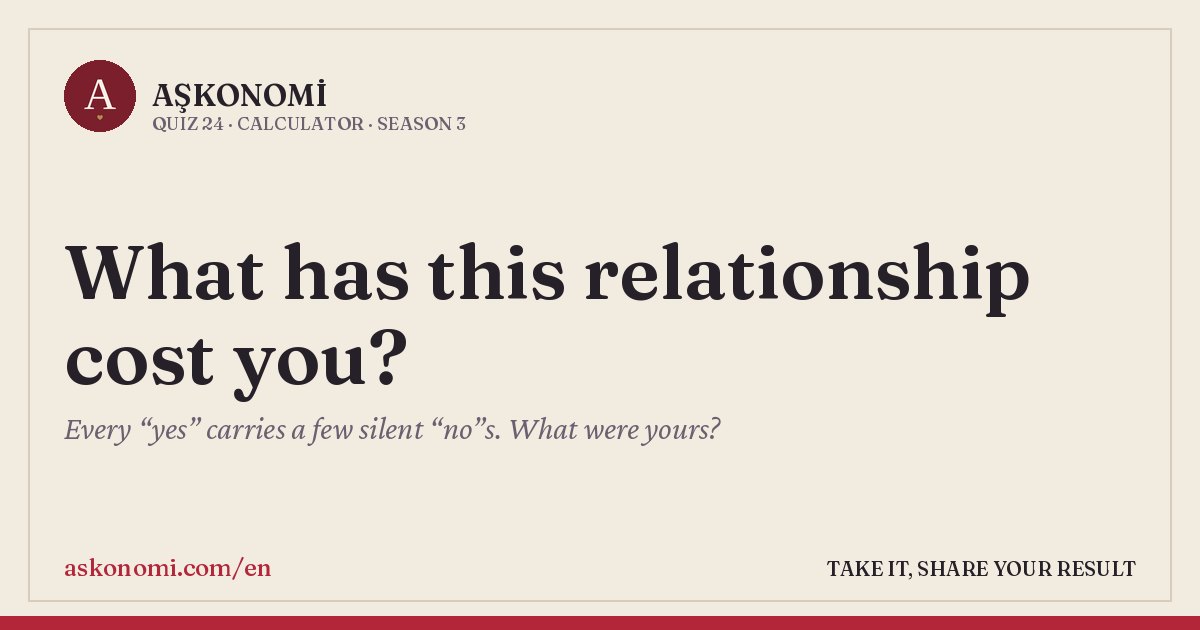 A
AŞKONOMİ
QUIZ 24 · CALCULATOR · SEASON 3
What has this relationship
cost you?
Every “yes” carries a few silent “no”s. What were yours?
askonomi.com/en
TAKE IT, SHARE YOUR RESULT